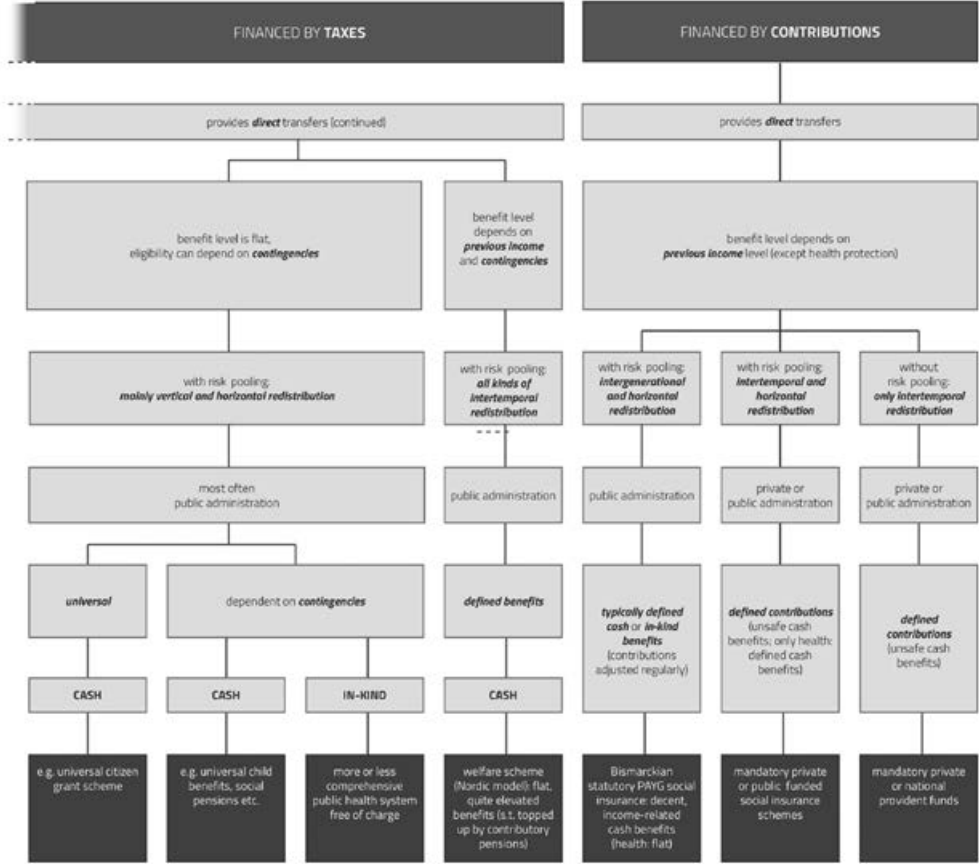 FINANCED BY TAXES
FINANCED BY CONTRIBUTIONS
provides direct transfers (continued)
provides direct transfers
benefit level is flat,
eligibility can depend on contingencies
benefit level
depends on
previous income
and contingencies
benefit level depends on
previous income level (except health protection)
with risk pooling:
mainly vertical and horizontal redistribution
with risk pooling:
all kinds of
intertemporal
redistribution
with risk pooling:
intergenerational
and horizontal
redistribution
with risk pooling:
intertemporal and
horizontal
redistribution
without
risk pooling:
only intertemporal
redistribution
most often
public administration
public administration
public administration
private or
public administration
private or
public administration
universal
dependent on contingencies
defined benefits
typically defined
cash or in-kind
benefits
(contributions
adjusted regularly)
defined contributions
(unsafe cash
benefits; only health:
defined cash
benefits)
defined
contributions
(unsafe cash
benefits)
CASH
CASH
IN-KIND
CASH
e.g. universal citizen
grant scheme
e.g. universal child
benefits, social
pensions etc.
more or less
comprehensive
public health system
free of charge
welfare scheme
(Nordic model): flat,
quite elevated
benefits (s.t. topped
up by contributory
pensions)
Bismarckian
statutory PAYG social
insurance: decent,
income-related
cash benefits
(health: flat)
mandatory private
or public funded
social insurance
schemes
mandatory private
or national
provident funds